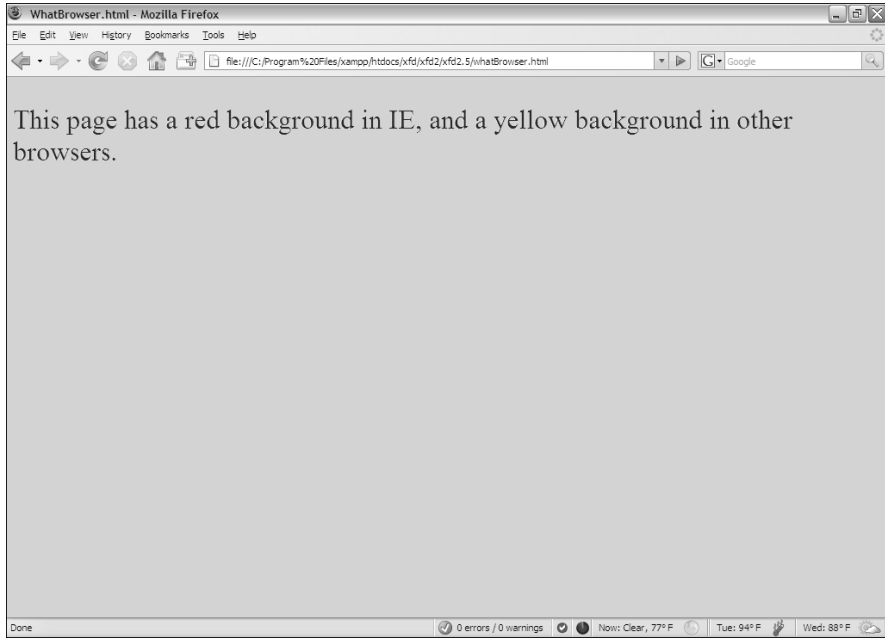 WhatBrowser.html - Mozilla Firefox
File Edit View History Bookmarks Tools Help
file:///C:/Program%20Files/xampp/htdocs/xfd/xfd2/xfd2.5/whatBrowser.html G Google
This page has a red background in IE, and a yellow background in other
browsers.
Done 0 errors / 0 warnings Now: Clear, 77° F Tue: 94° F Wed: 88° F